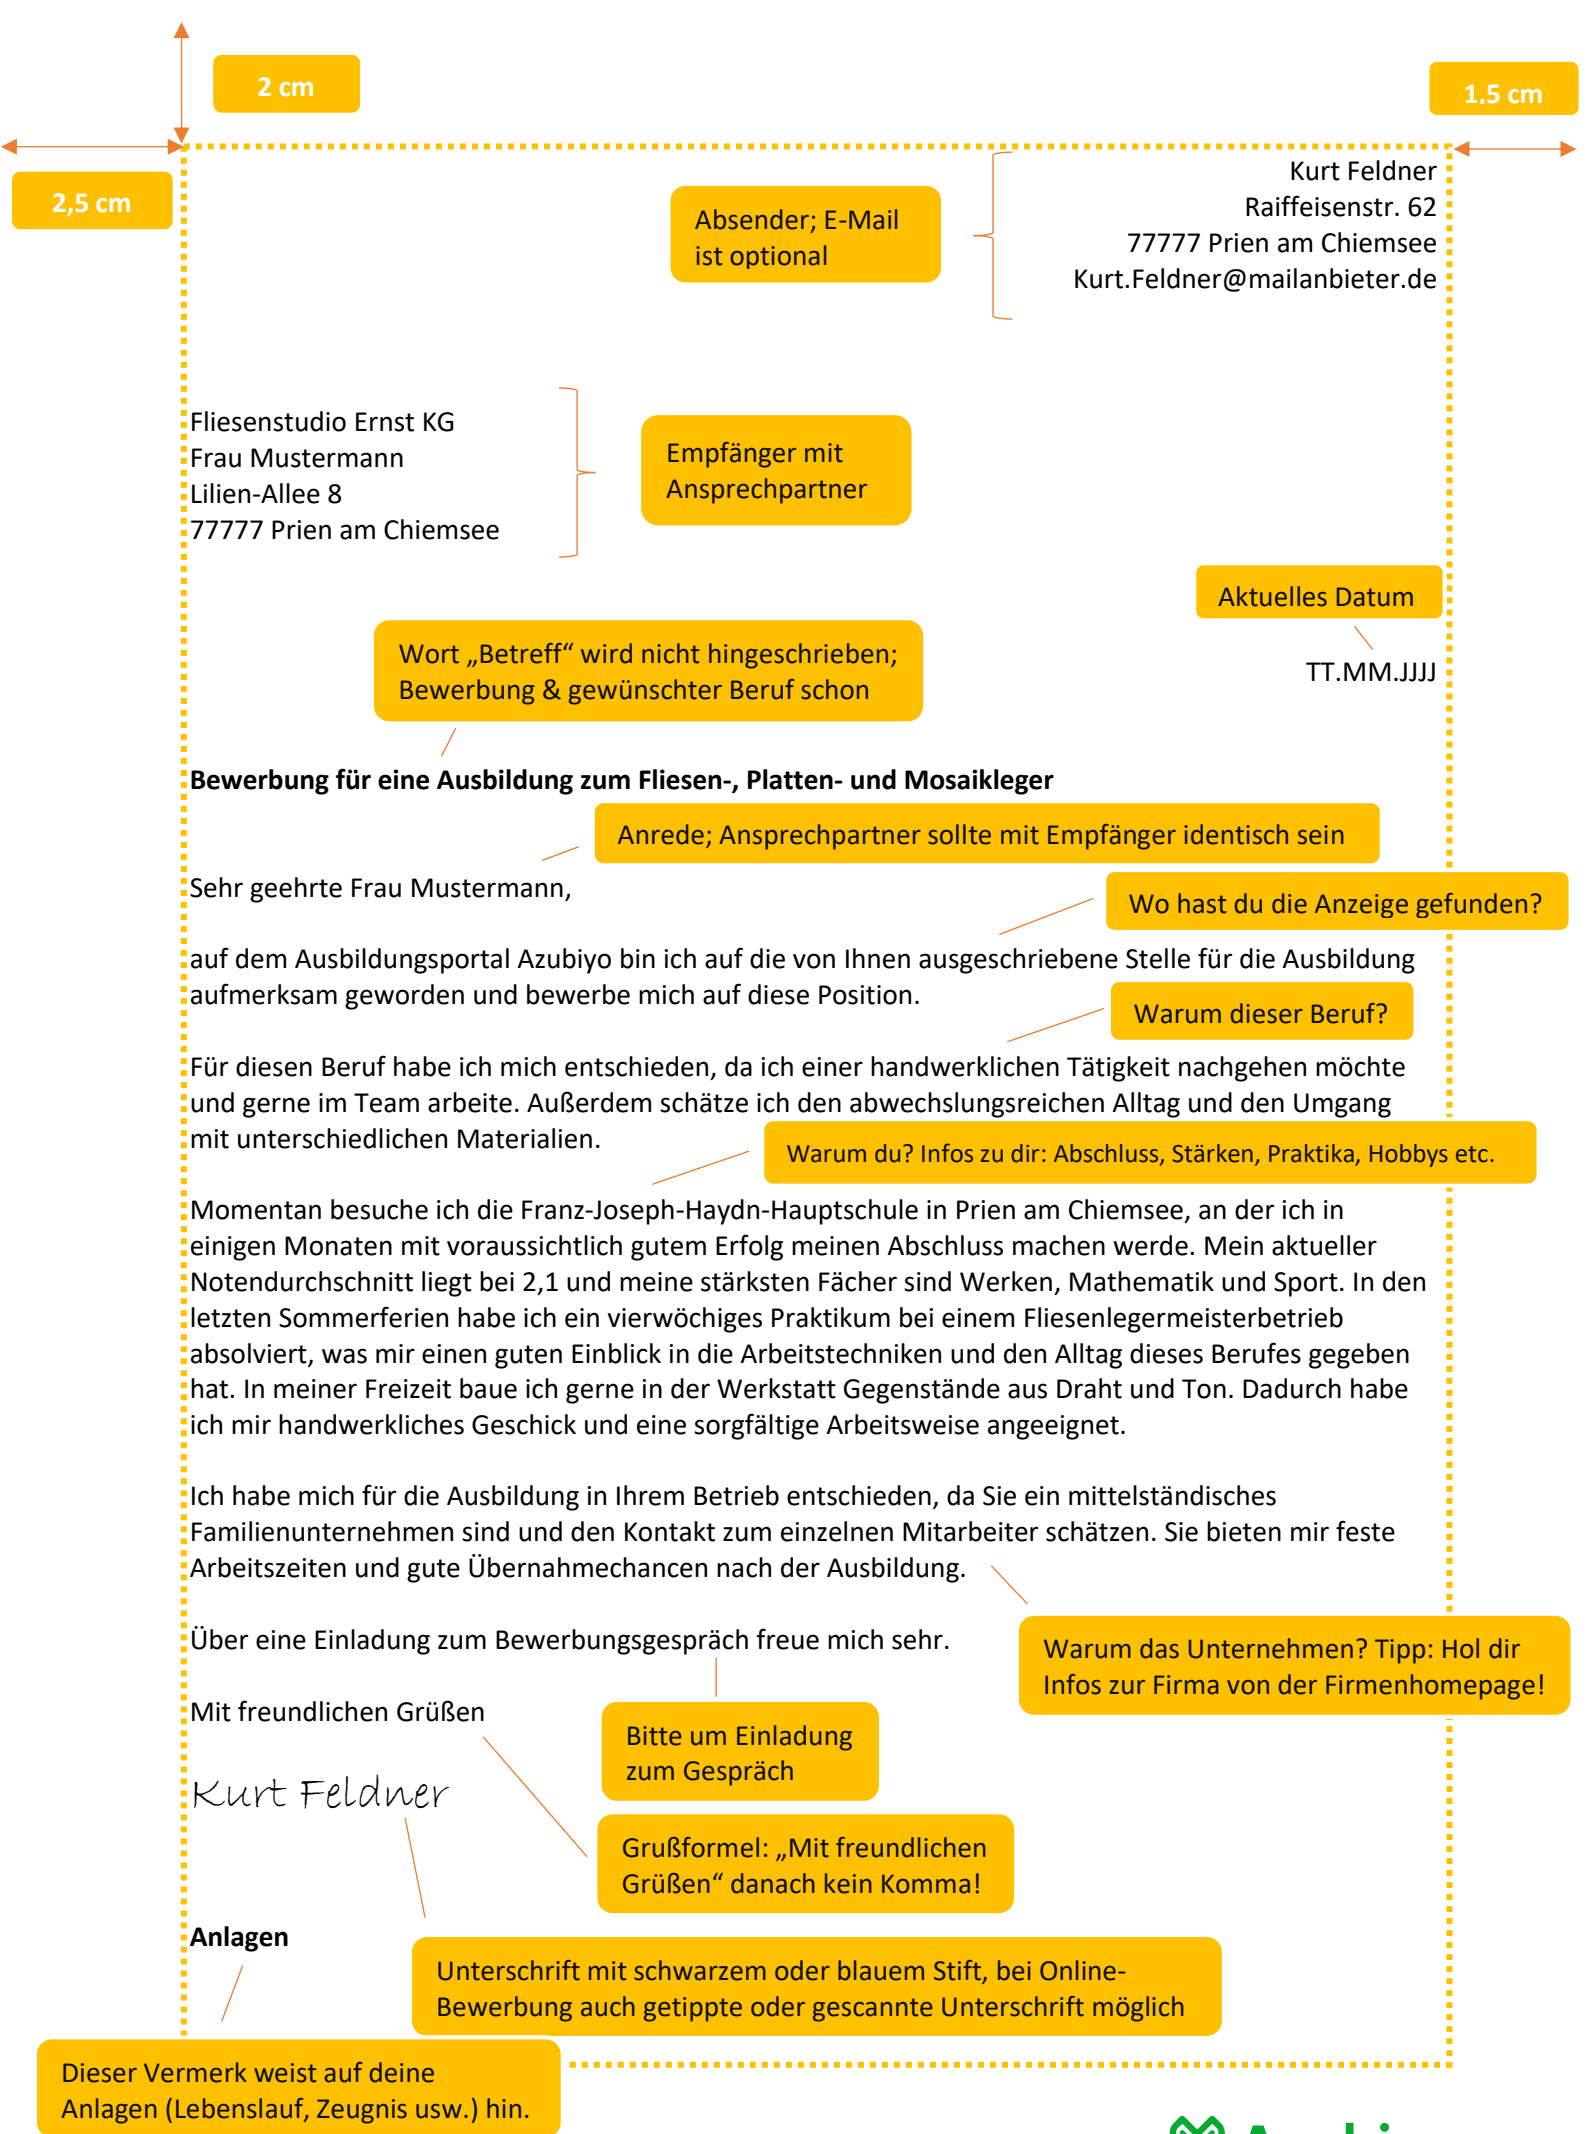 2 cm
1,5 cm
2,5 cm
Kurt Feldner
Raiffeisenstr. 62
77777 Prien am Chiemsee
Kurt.Feldner@mailanbieter.de
Absender; E-Mail
ist optional
Fliesenstudio Ernst KG
Frau Mustermann
Lilien-Allee 8
77777 Prien am Chiemsee
Empfänger mit
Ansprechpartner
Aktuelles Datum
TT.MM.JJJJ
Wort „Betreff“ wird nicht hingeschrieben;
Bewerbung & gewünschter Beruf schon
Bewerbung für eine Ausbildung zum Fliesen-, Platten- und Mosaikleger
Anrede; Ansprechpartner sollte mit Empfänger identisch sein
Sehr geehrte Frau Mustermann,
Wo hast du die Anzeige gefunden?
auf dem Ausbildungsportal Azubiyo bin ich auf die von Ihnen ausgeschriebene Stelle für die Ausbildung
aufmerksam geworden und bewerbe mich auf diese Position.
Warum dieser Beruf?
Für diesen Beruf habe ich mich entschieden, da ich einer handwerklichen Tätigkeit nachgehen möchte
und gerne im Team arbeite. Außerdem schätze ich den abwechslungsreichen Alltag und den Umgang
mit unterschiedlichen Materialien.
Warum du? Infos zu dir: Abschluss, Stärken, Praktika, Hobbys etc.
Momentan besuche ich die Franz-Joseph-Haydn-Hauptschule in Prien am Chiemsee, an der ich in
einigen Monaten mit voraussichtlich gutem Erfolg meinen Abschluss machen werde. Mein aktueller
Notendurchschnitt liegt bei 2,1 und meine stärksten Fächer sind Werken, Mathematik und Sport. In den
letzten Sommerferien habe ich ein vierwöchiges Praktikum bei einem Fliesenlegermeisterbetrieb
absolviert, was mir einen guten Einblick in die Arbeitstechniken und den Alltag dieses Berufes gegeben
hat. In meiner Freizeit baue ich gerne in der Werkstatt Gegenstände aus Draht und Ton. Dadurch habe
ich mir handwerkliches Geschick und eine sorgfältige Arbeitsweise angeeignet.
Ich habe mich für die Ausbildung in Ihrem Betrieb entschieden, da Sie ein mittelständisches
Familienunternehmen sind und den Kontakt zum einzelnen Mitarbeiter schätzen. Sie bieten mir feste
Arbeitszeiten und gute Übernahmechancen nach der Ausbildung.
Über eine Einladung zum Bewerbungsgespräch freue mich sehr.
Warum das Unternehmen? Tipp: Hol dir
Infos zur Firma von der Firmenhomepage!
Mit freundlichen Grüßen
Bitte um Einladung
zum Gespräch
Kurt Feldner
Grußformel: „Mit freundlichen
Grüßen“ danach kein Komma!
Anlagen
Unterschrift mit schwarzem oder blauem Stift, bei Online-
Bewerbung auch getippte oder gescannte Unterschrift möglich
Dieser Vermerk weist auf deine
Anlagen (Lebenslauf, Zeugnis usw.) hin.